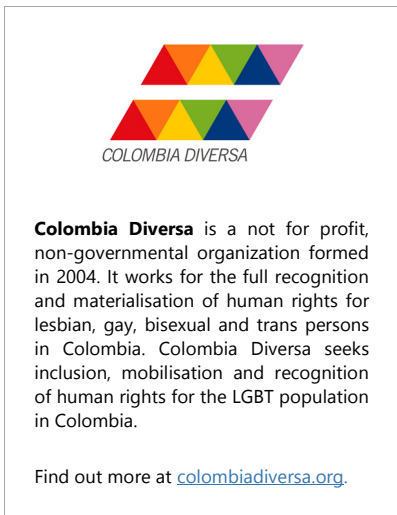 COLOMBIA DIVERSA
Colombia Diversa is a not for profit,
non-governmental organization formed
in 2004. It works for the full recognition
and materialisation of human rights for
lesbian, gay, bisexual and trans persons
in Colombia. Colombia Diversa seeks
inclusion, mobilisation and recognition
of human rights for the LGBT population
in Colombia.
Find out more at colombiadiversa.org.